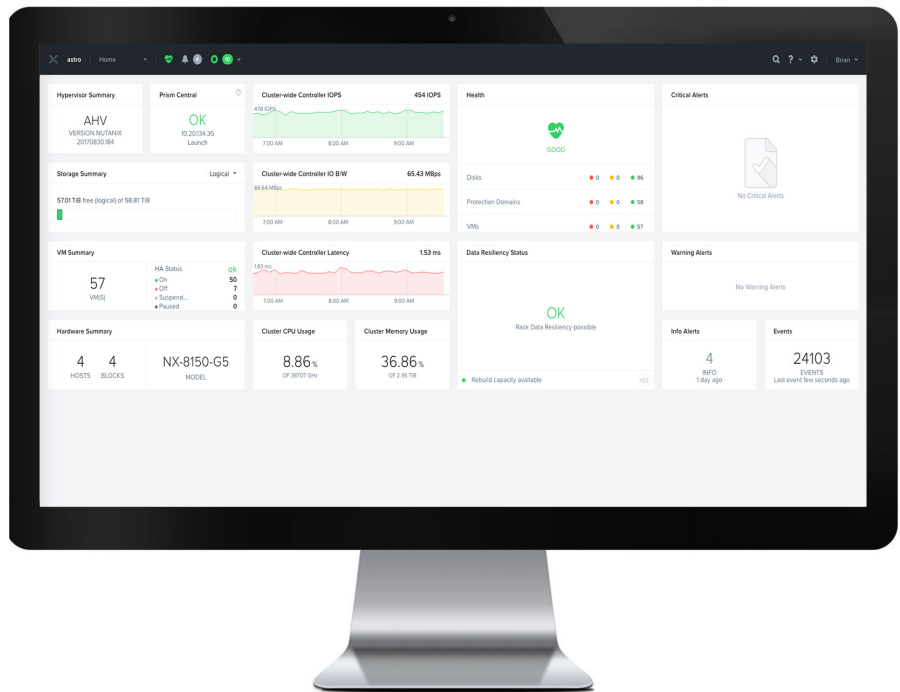 astro
Home
8
10
?
Brian
Hypervisor Summary
AHV
VERSION NUTANIX
20170830.184
Prism Central
?
OK
10.20.134.35
Launch
Cluster-wide Controller IOPS
454 IOPS
478 IOPS
7:00 AM
8:00 AM
9:00 AM
Health
GOOD
Disks
0
0
96
Protection Domains
0
0
58
VMs
0
0
57
Critical Alerts
No Critical Alerts
Storage Summary
Logical
57.01 TiB free (logical) of 58.81 TiB
Cluster-wide Controller IO B/W
65.43 MBps
66.64 MBps
7:00 AM
8:00 AM
9:00 AM
VM Summary
57
VM(S)
HA Status
ok
On
50
Off
7
Suspend..
0
Paused
0
Cluster-wide Controller Latency
1.53 ms
1.83 ms
7:00 AM
8:00 AM
9:00 AM
Data Resiliency Status
OK
Rack Data Resiliency possible
Rebuild capacity available
YES
Warning Alerts
No Warning Alerts
Hardware Summary
4
HOSTS
4
BLOCKS
NX-8150-G5
MODEL
Cluster CPU Usage
8.86%
OF 387.07 GHz
Cluster Memory Usage
36.86%
OF 2.95 TiB
Info Alerts
4
INFO
1 day ago
Events
24103
EVENTS
Last event few seconds ago